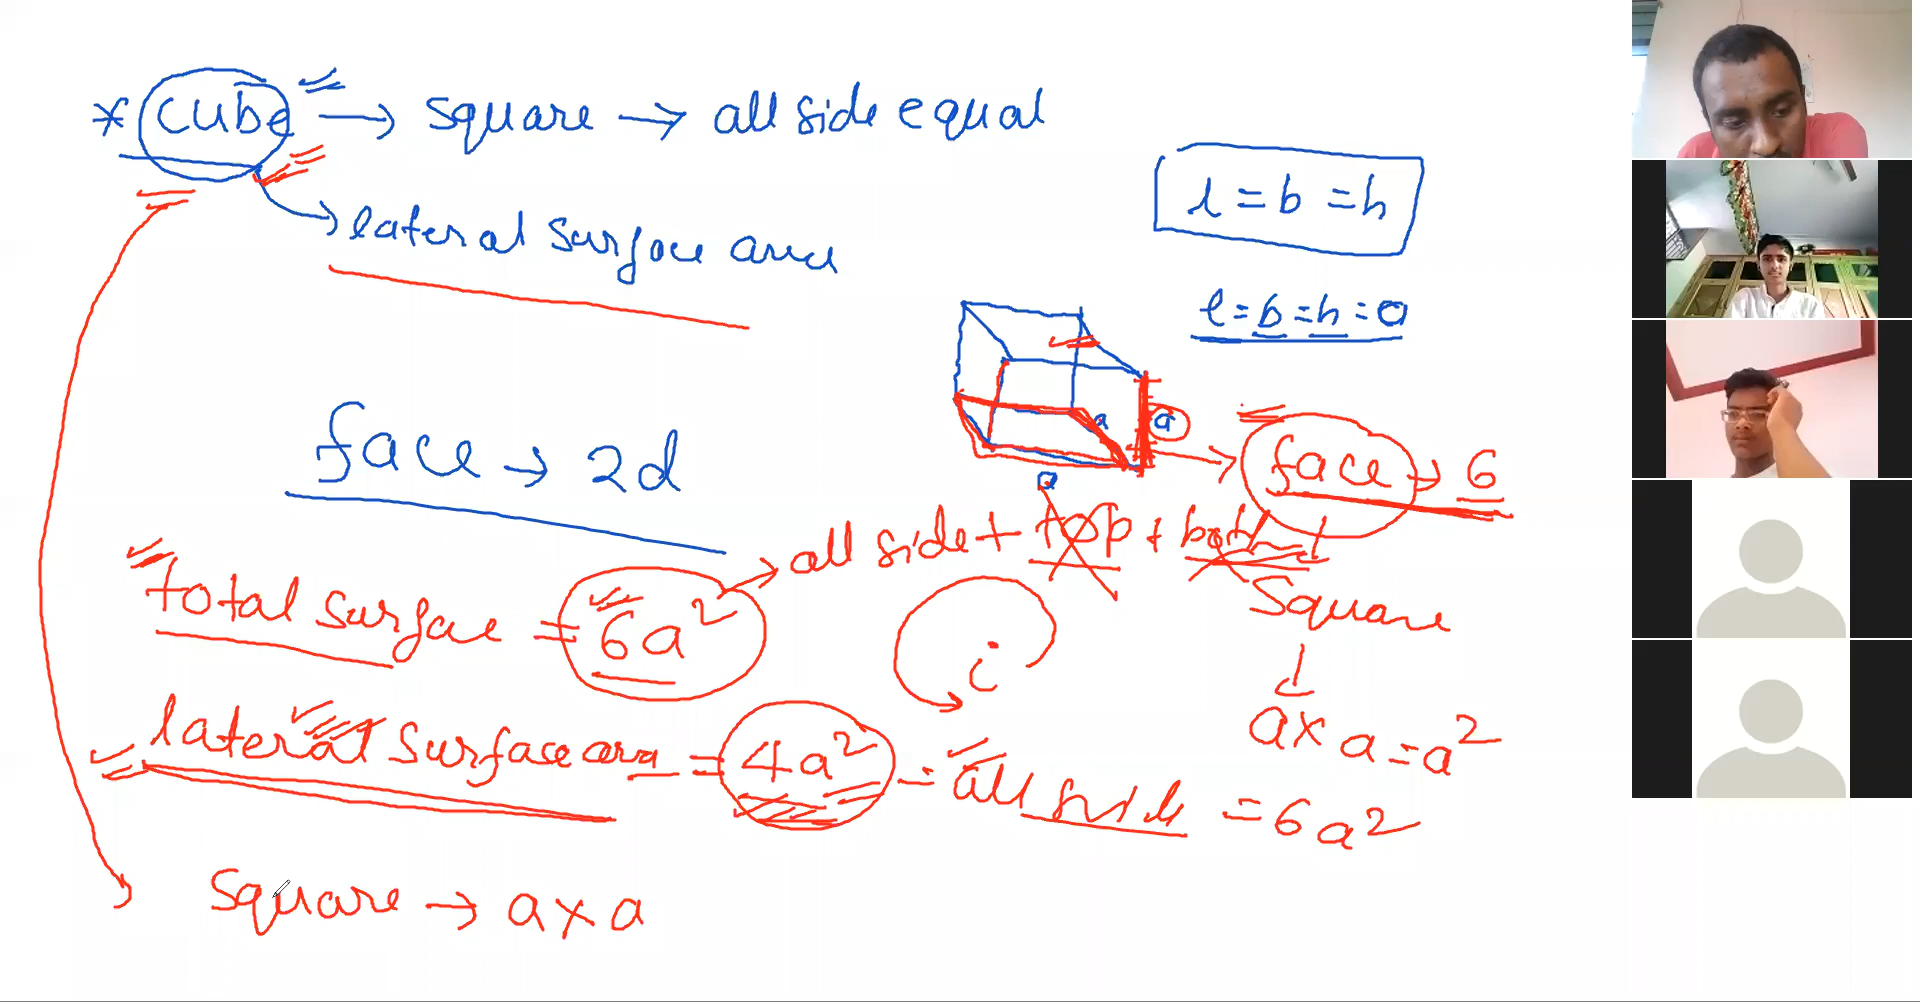 * cube → square → all side equal
l = b = h
lateral surface area
l = b = h = a
a
a
a
face → 2d
face → 6
all side + top + bot
total surface = 6a²
Square
i
a x a = a²
lateral surface area = 4a² = all side = 6a²
square → a x a